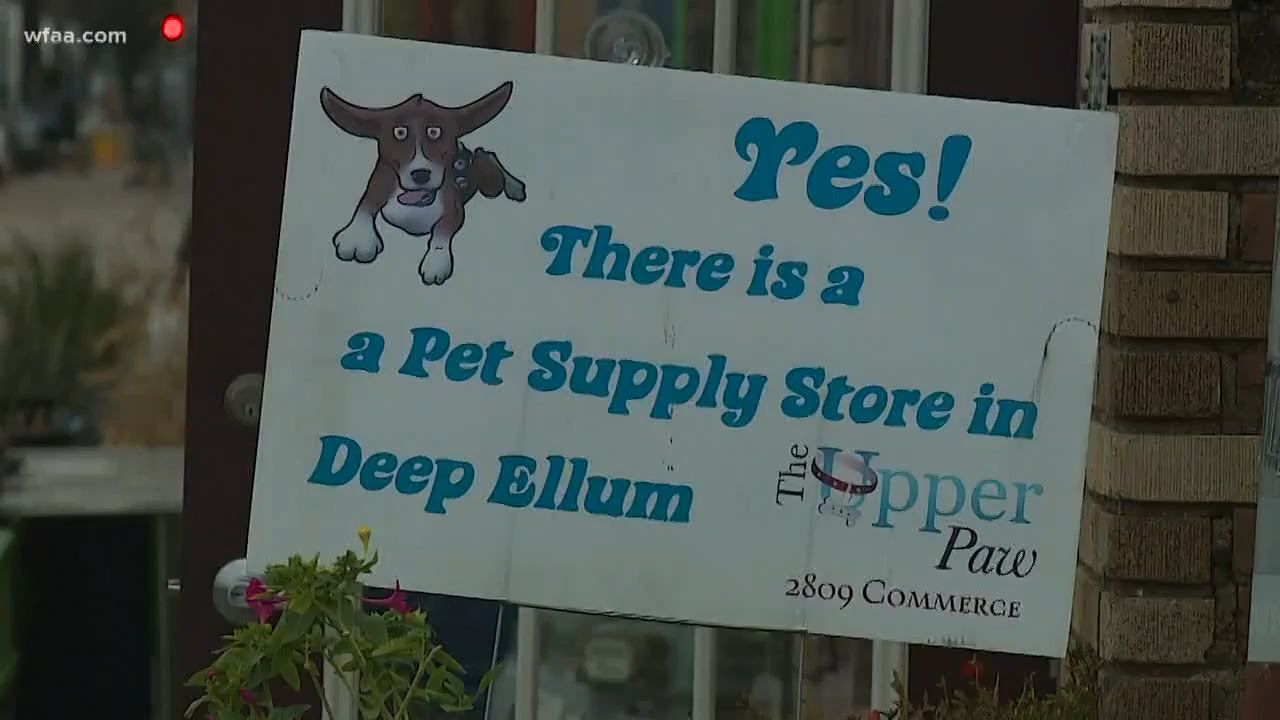 wfaa.com
Yes!
There is a
a Pet Supply Store in
Deep Ellum
The Upper
Paw
2809 COMMERCE